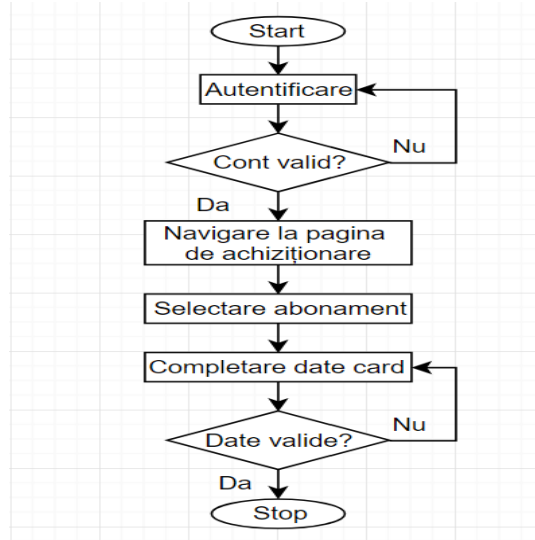 Start
Autentificare
Nu
Cont valid?
Da
Navigare la pagina
de achiziționare
Selectare abonament
Completare date card
Nu
Date valide?
Da
Stop